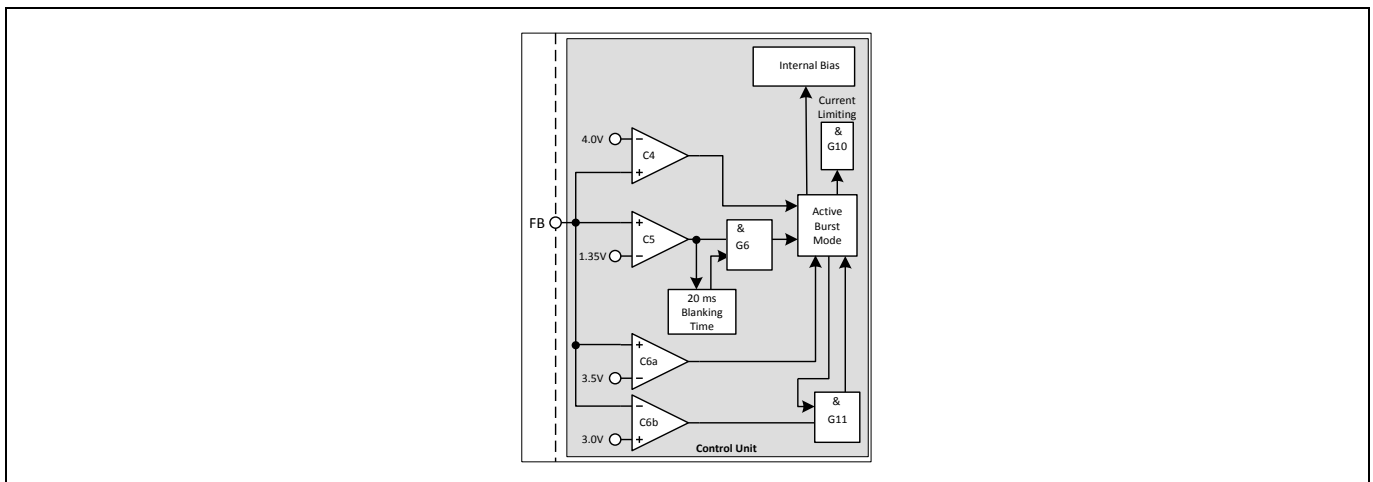 Internal Bias
Current
Limiting
&
G10
4.0V
−
C4
+
Active
Burst
Mode
FB
+
C5
−
1.35V
&
G6
20 ms
Blanking
Time
+
C6a
−
3.5V
−
C6b
+
3.0V
&
G11
Control Unit